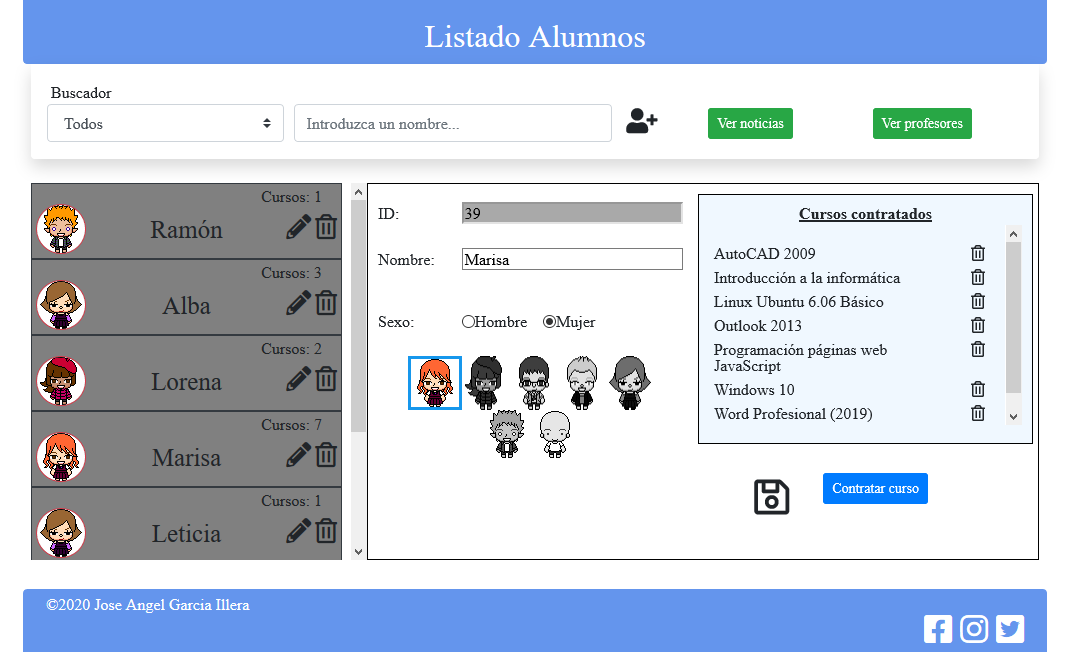 Listado Alumnos
Buscador
Todos
Introduzca un nombre...
Ver noticias
Ver profesores
Cursos: 1
Ramón
Cursos: 3
Alba
Cursos: 2
Lorena
Cursos: 7
Marisa
Cursos: 1
Leticia
ID:
39
Nombre:
Marisa
Sexo:
Hombre
Mujer
Cursos contratados
AutoCAD 2009
Introducción a la informática
Linux Ubuntu 6.06 Básico
Outlook 2013
Programación páginas web
JavaScript
Windows 10
Word Profesional (2019)
Contratar curso
©2020 Jose Angel Garcia Illera